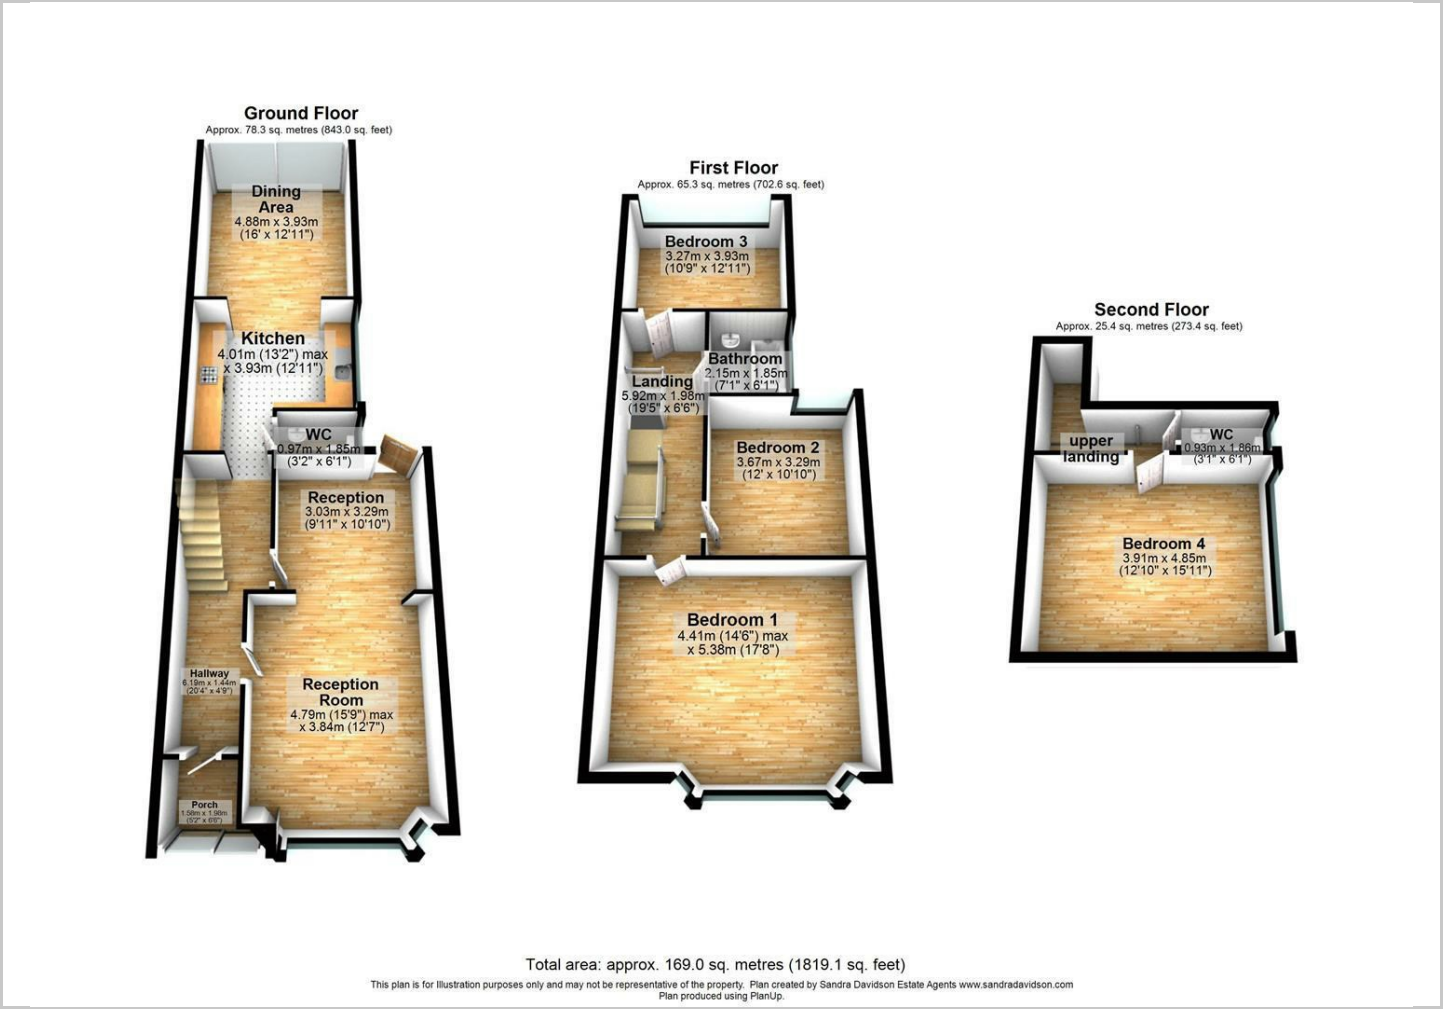 Ground Floor
Approx. 78.3 sq. metres (843.0 sq. feet)
Dining
Area
4.88m x 3.93m
(16' x 12'11")
Kitchen
4.01m (13'2") max
x 3.93m (12'11")
WC
0.97m x 1.85m
(3'2" x 6'1")
Reception
3.03m x 3.29m
(9'11" x 10'10")
Hallway
6.19m x 1.44m
(20'4" x 4'9")
Reception
Room
4.79m (15'9") max
x 3.84m (12'7")
Porch
1.58m x 1.98m
(5'2" x 6'6")
First Floor
Approx. 65.3 sq. metres (702.6 sq. feet)
Bedroom 3
3.27m x 3.93m
(10'9" x 12'11")
Bathroom
2.15m x 1.85m
(7'1" x 6'1")
Landing
5.92m x 1.98m
(19'5" x 6'6")
Bedroom 2
3.67m x 3.29m
(12' x 10'10")
Bedroom 1
4.41m (14'6") max
x 5.38m (17'8")
Second Floor
Approx. 25.4 sq. metres (273.4 sq. feet)
upper
landing
WC
0.93m x 1.86m
(3'1" x 6'1")
Bedroom 4
3.91m x 4.85m
(12'10" x 15'11")
Total area: approx. 169.0 sq. metres (1819.1 sq. feet)
This plan is for Illustration purposes only and may not be representative of the property. Plan created by Sandra Davidson Estate Agents www.sandradavidson.com
Plan produced using PlanUp.